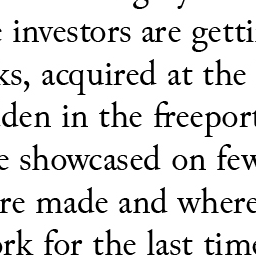 investors are getti
ks, acquired at the
den in the freeport
showcased on few
re made and where
ork for the last time